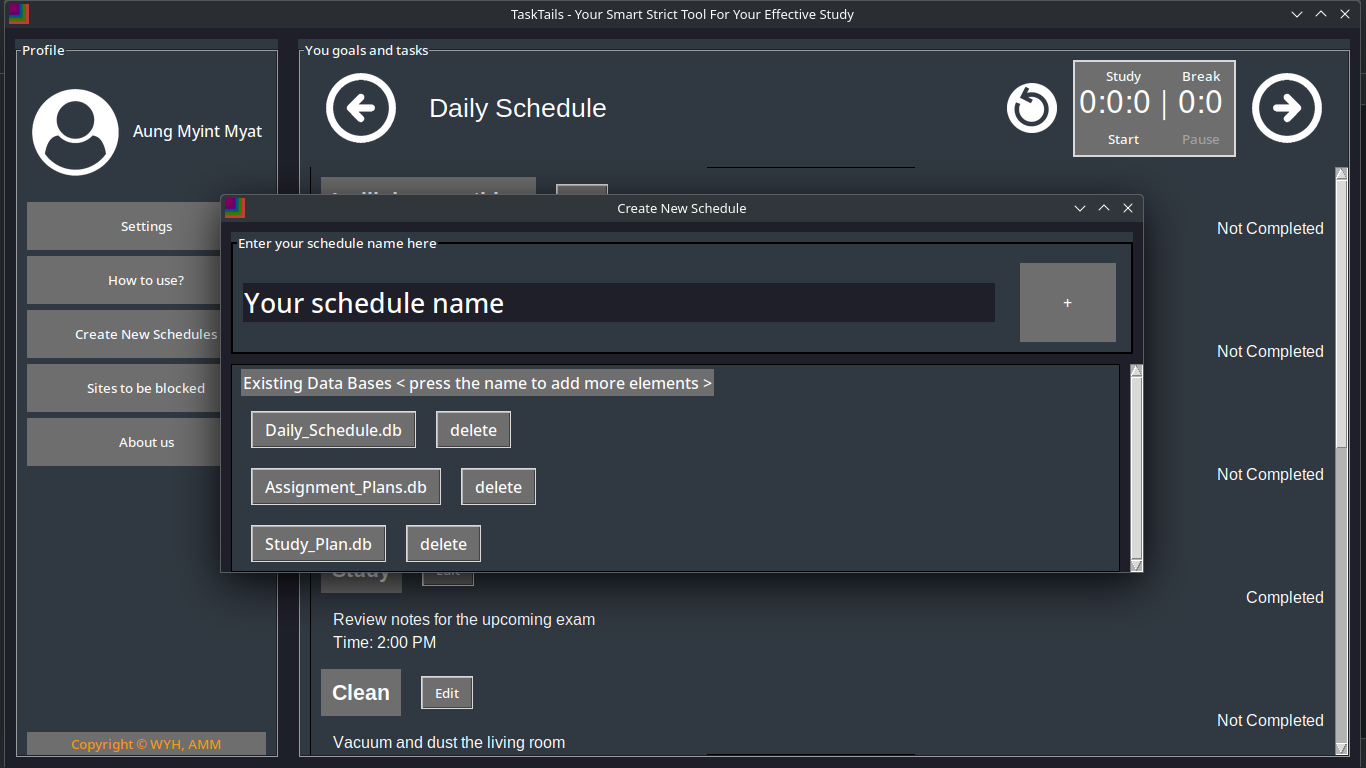 TaskTails - Your Smart Strict Tool For Your Effective Study
Profile
Aung Myint Myat
Settings
How to use?
Create New Schedules
Sites to be blocked
About us
Copyright © WYH, AMM
You goals and tasks
Daily Schedule
Study Break
0:0:0 | 0:0
Start Pause
Not Completed
Not Completed
Not Completed
Create New Schedule
Enter your schedule name here
Your schedule name
+
Existing Data Bases < press the name to add more elements >
Daily_Schedule.db delete
Assignment_Plans.db delete
Study_Plan.db delete
Study Edit
Completed
Review notes for the upcoming exam
Time: 2:00 PM
Clean Edit
Not Completed
Vacuum and dust the living room